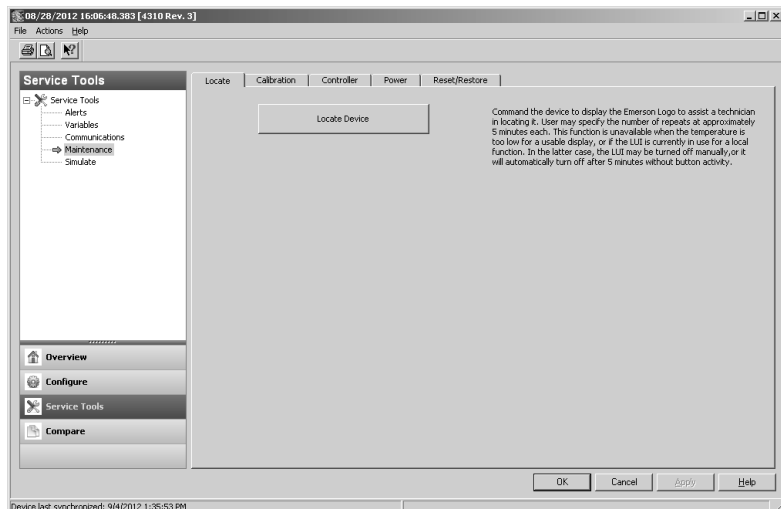 08/28/2012 16:06:48.383 [4310 Rev. 3]
File Actions Help
Service Tools
Service Tools
Alerts
Variables
Communications
Maintenance
Simulate
Overview
Configure
Service Tools
Compare
Locate Calibration Controller Power Reset/Restore
Locate Device
Command the device to display the Emerson Logo to assist a technician
in locating it. User may specify the number of repeats at approximately
5 minutes each. This function is unavailable when the temperature is
too low for a usable display, or if the LUI is currently in use for a local
function. In the latter case, the LUI may be turned off manually,or it
will automatically turn off after 5 minutes without button activity.
OK Cancel Apply Help
Device last synchronized: 9/4/2012 1:35:53 PM